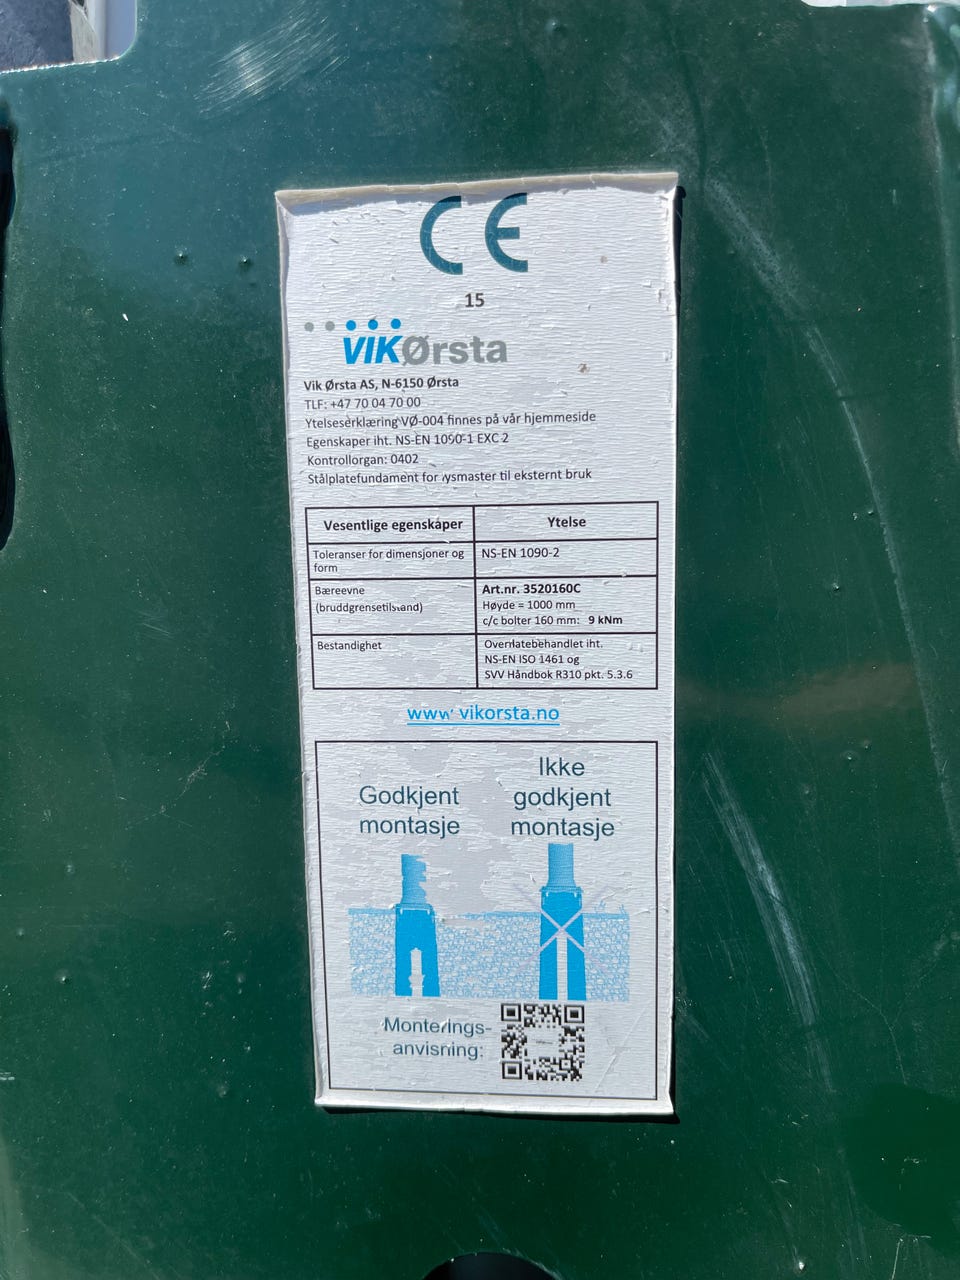 CE
15
VIKØrsta
Vik Ørsta AS, N-6150 Ørsta
TLF: +47 70 04 70 00
Ytelseserklæring VØ-004 finnes på vår hjemmeside
Egenskaper iht. NS-EN 1090-1 EXC 2
Kontrollorgan: 0402
Stålplatefundament for lysmaster til eksternt bruk
Vesentlige egenskaper Ytelse
Toleranser for dimensjoner og form NS-EN 1090-2
Bæreevne (bruddgrensetilstand) Art.nr. 3520160C
Høyde = 1000 mm
c/c bolter 160 mm: 9 kNm
Bestandighet Overflatebehandlet iht.
NS-EN ISO 1461 og
SVV Håndbok R310 pkt. 5.3.6
www.vikorsta.no
Godkjent
montasje
Ikke
godkjent
montasje
Monterings-
anvisning: